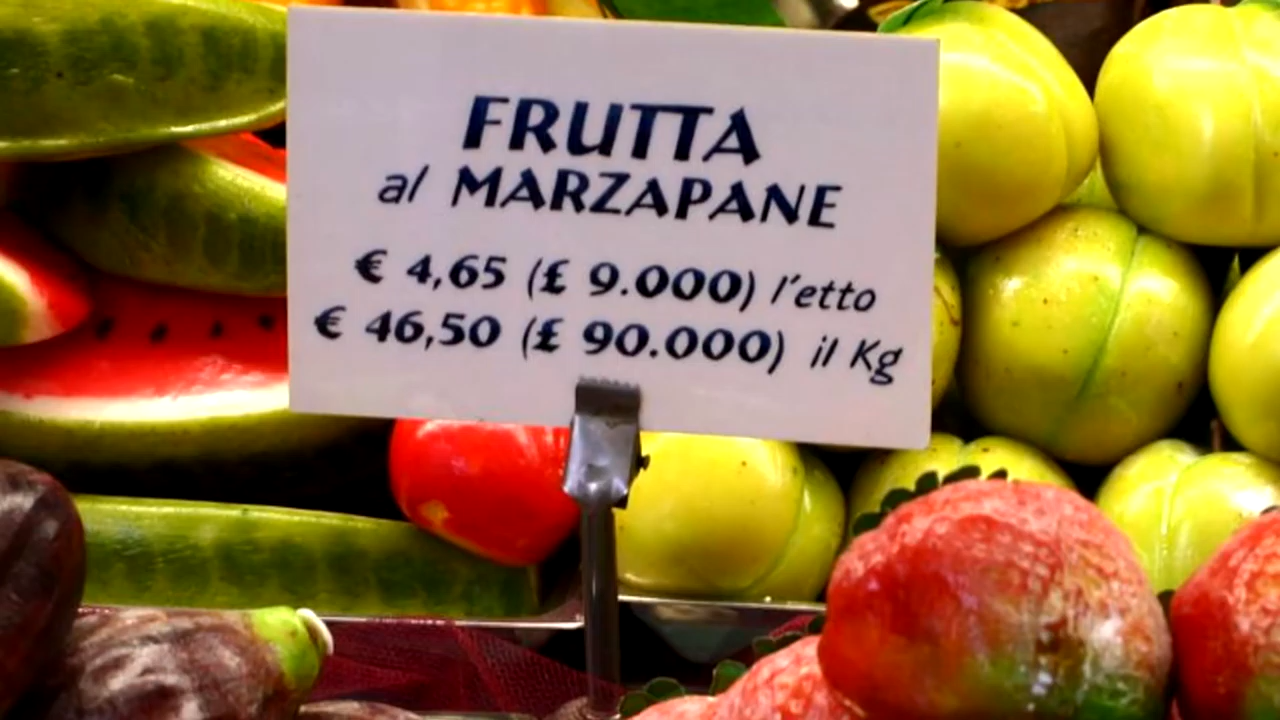 FRUTTA
al MARZAPANE
€ 4,65 (£ 9.000) l'etto
€ 46,50 (£ 90.000) il Kg